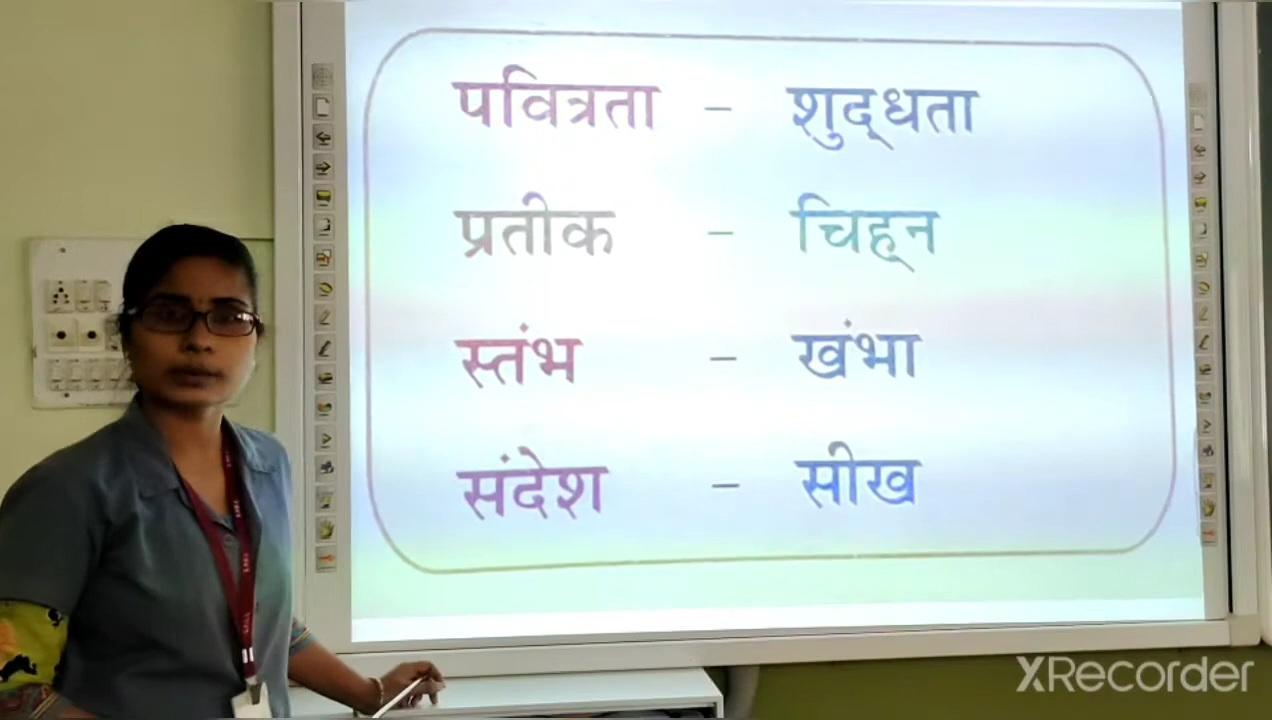 पवित्रता - शुद्धता
प्रतीक - चिह्न
स्तंभ - खंभा
संदेश - सीख
XRecorder